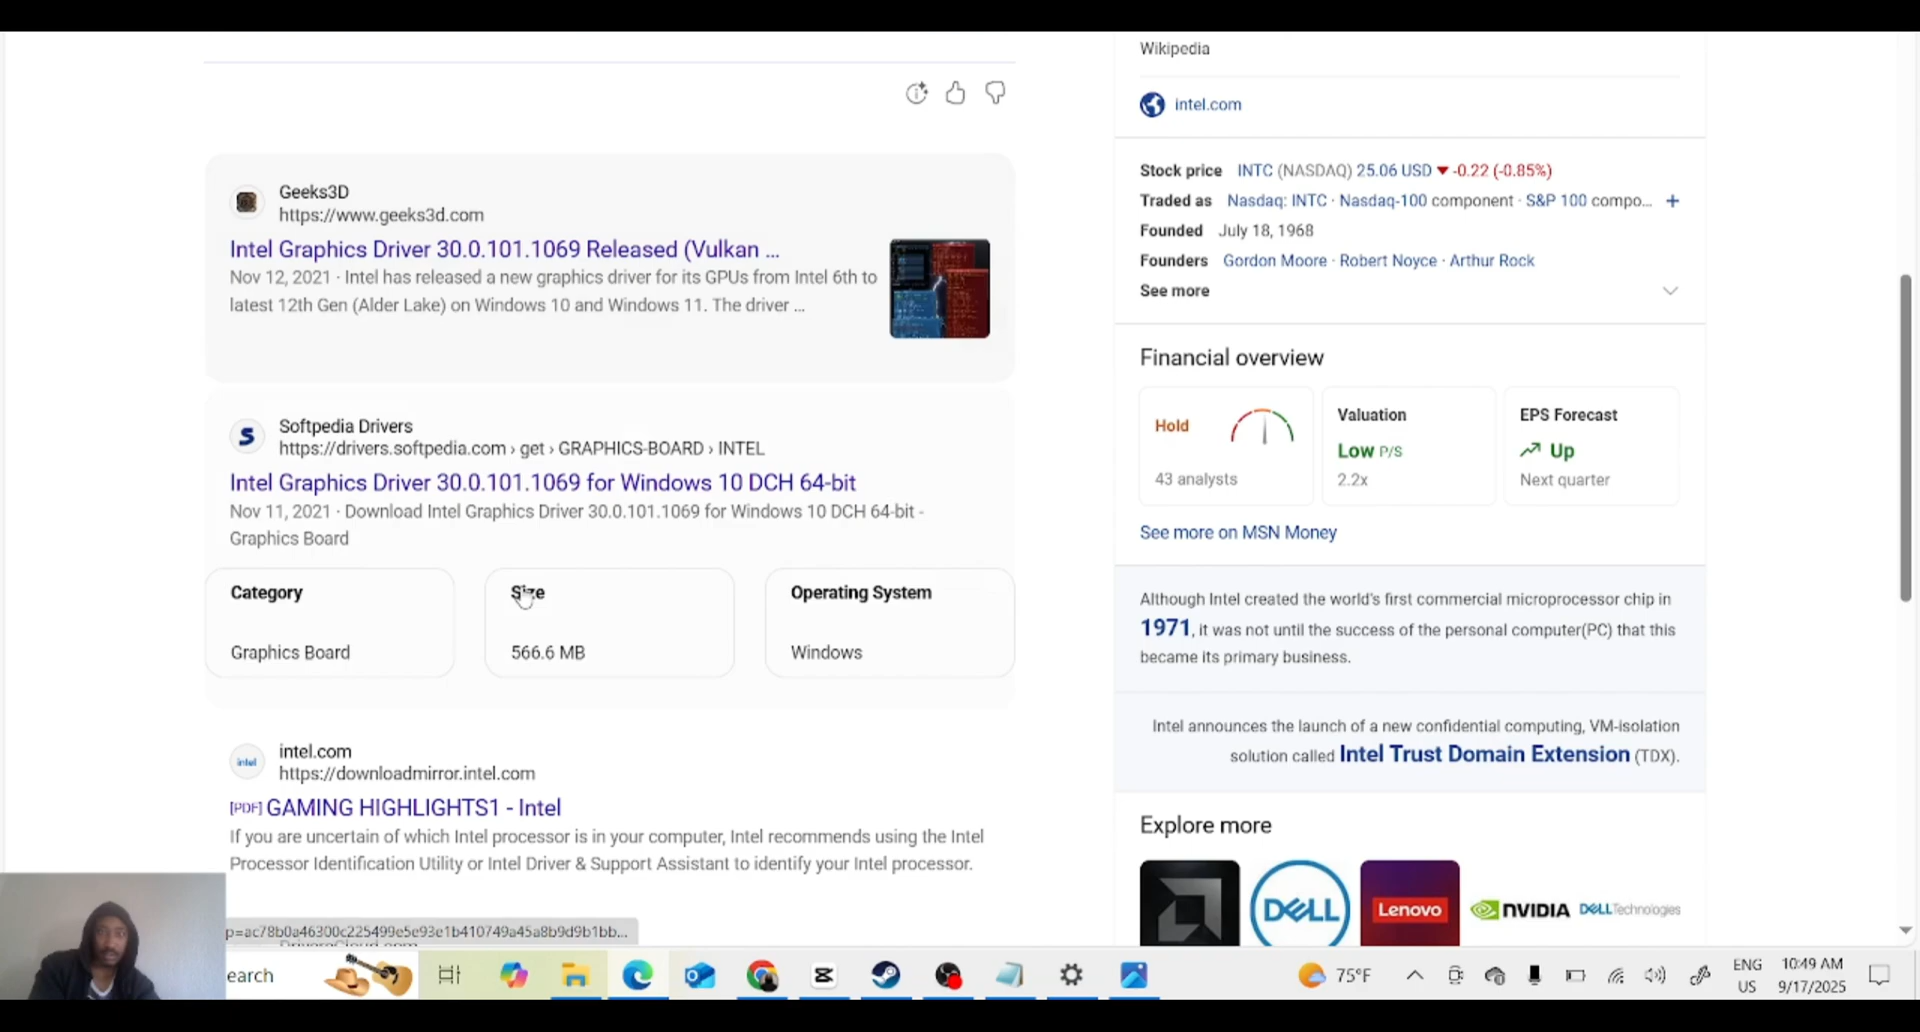 Geeks3D
https://www.geeks3d.com
Intel Graphics Driver 30.0.101.1069 Released (Vulkan ...
Nov 12, 2021 · Intel has released a new graphics driver for its GPUs from Intel 6th to
latest 12th Gen (Alder Lake) on Windows 10 and Windows 11. The driver ...
Softpedia Drivers
https://drivers.softpedia.com › get › GRAPHICS-BOARD › INTEL
Intel Graphics Driver 30.0.101.1069 for Windows 10 DCH 64-bit
Nov 11, 2021 · Download Intel Graphics Driver 30.0.101.1069 for Windows 10 DCH 64-bit -
Graphics Board
Category
Graphics Board
Size
566.6 MB
Operating System
Windows
intel
intel.com
https://downloadmirror.intel.com
[PDF] GAMING HIGHLIGHTS1 - Intel
If you are uncertain of which Intel processor is in your computer, Intel recommends using the Intel
Processor Identification Utility or Intel Driver & Support Assistant to identify your Intel processor.
p=ac78b0a46300c225499e5e93e1b410749a45a8b9d9b1bb...
Wikipedia
intel.com
Stock price INTC (NASDAQ) 25.06 USD ▼ -0.22 (-0.85%)
Traded as Nasdaq: INTC · Nasdaq-100 component · S&P 100 compo... +
Founded July 18, 1968
Founders Gordon Moore · Robert Noyce · Arthur Rock
See more
Financial overview
Hold
43 analysts
Valuation
Low P/S
2.2x
EPS Forecast
Up
Next quarter
See more on MSN Money
Although Intel created the world's first commercial microprocessor chip in
1971, it was not until the success of the personal computer(PC) that this
became its primary business.
Intel announces the launch of a new confidential computing, VM-isolation
solution called Intel Trust Domain Extension (TDX).
Explore more
DELL
Lenovo
NVIDIA
DELLTechnologies
earch
75°F
ENG
US
10:49 AM
9/17/2025